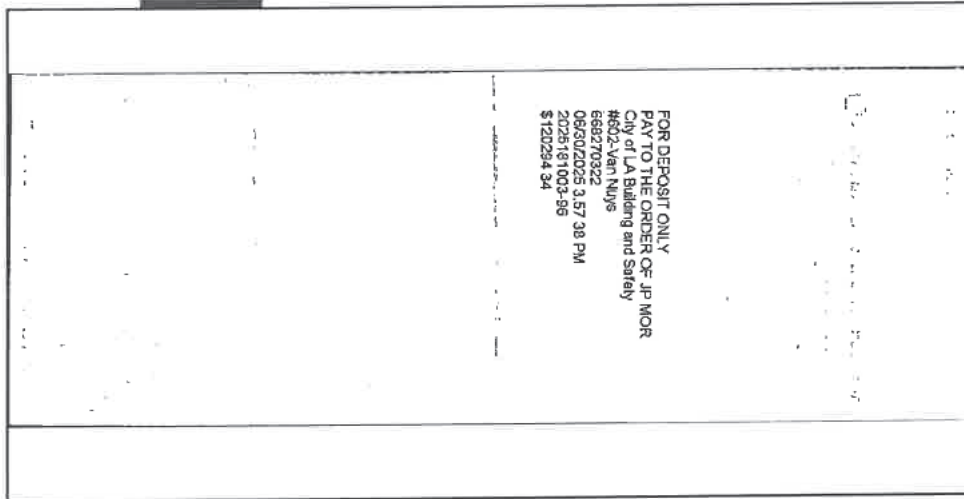 FOR DEPOSIT ONLY
PAY TO THE ORDER OF JP MOR
City of LA Building and Safety
#602-Van Nuys
668270322
06/30/2025 3.57 38 PM
2025181003-96
$120294 34